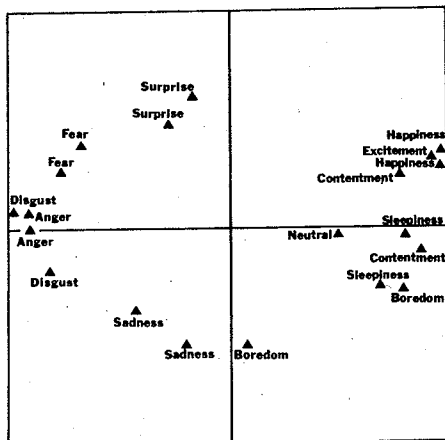 Surprise
Surprise
Fear
Happiness
Excitement
Happiness
Fear
Contentment
Disgust
Anger
Sleepiness
Anger
Neutral
Contentment
Disgust
Sleepiness
Boredom
Sadness
Sadness
Boredom